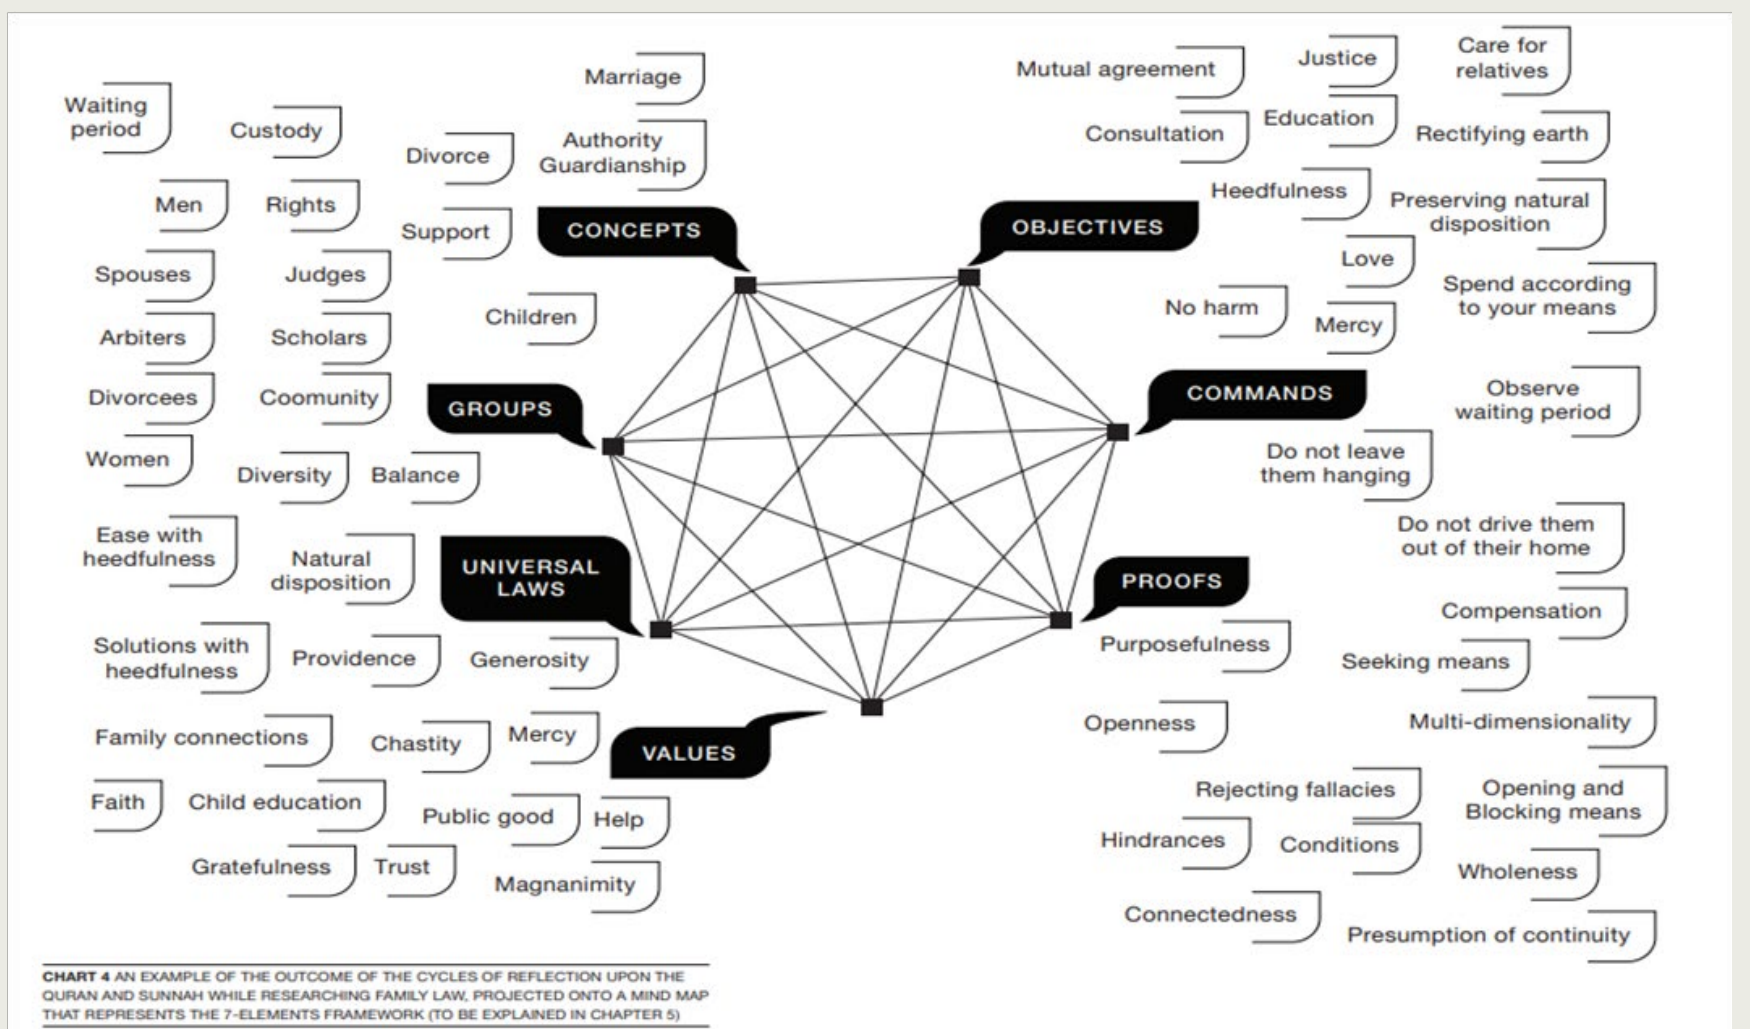 Marriage
Waiting
period
Custody
Divorce
Authority
Guardianship
Men
Rights
Support
CONCEPTS
Spouses
Judges
Children
Arbiters
Scholars
Divorcees
Coomunity
GROUPS
Women
Diversity
Balance
Ease with
heedfulness
Natural
disposition
UNIVERSAL
LAWS
Solutions with
heedfulness
Providence
Generosity
Family connections
Chastity
Mercy
VALUES
Faith
Child education
Public good
Help
Gratefulness
Trust
Magnanimity
Mutual agreement
Justice
Care for
relatives
Consultation
Education
Rectifying earth
Heedfulness
Preserving natural
disposition
OBJECTIVES
Love
No harm
Mercy
Spend according
to your means
COMMANDS
Observe
waiting period
Do not leave
them hanging
Do not drive them
out of their home
PROOFS
Compensation
Purposefulness
Seeking means
Openness
Multi-dimensionality
Rejecting fallacies
Opening and
Blocking means
Hindrances
Conditions
Wholeness
Connectedness
Presumption of continuity
CHART 4 AN EXAMPLE OF THE OUTCOME OF THE CYCLES OF REFLECTION UPON THE
QURAN AND SUNNAH WHILE RESEARCHING FAMILY LAW, PROJECTED ONTO A MIND MAP
THAT REPRESENTS THE 7-ELEMENTS FRAMEWORK (TO BE EXPLAINED IN CHAPTER 5)